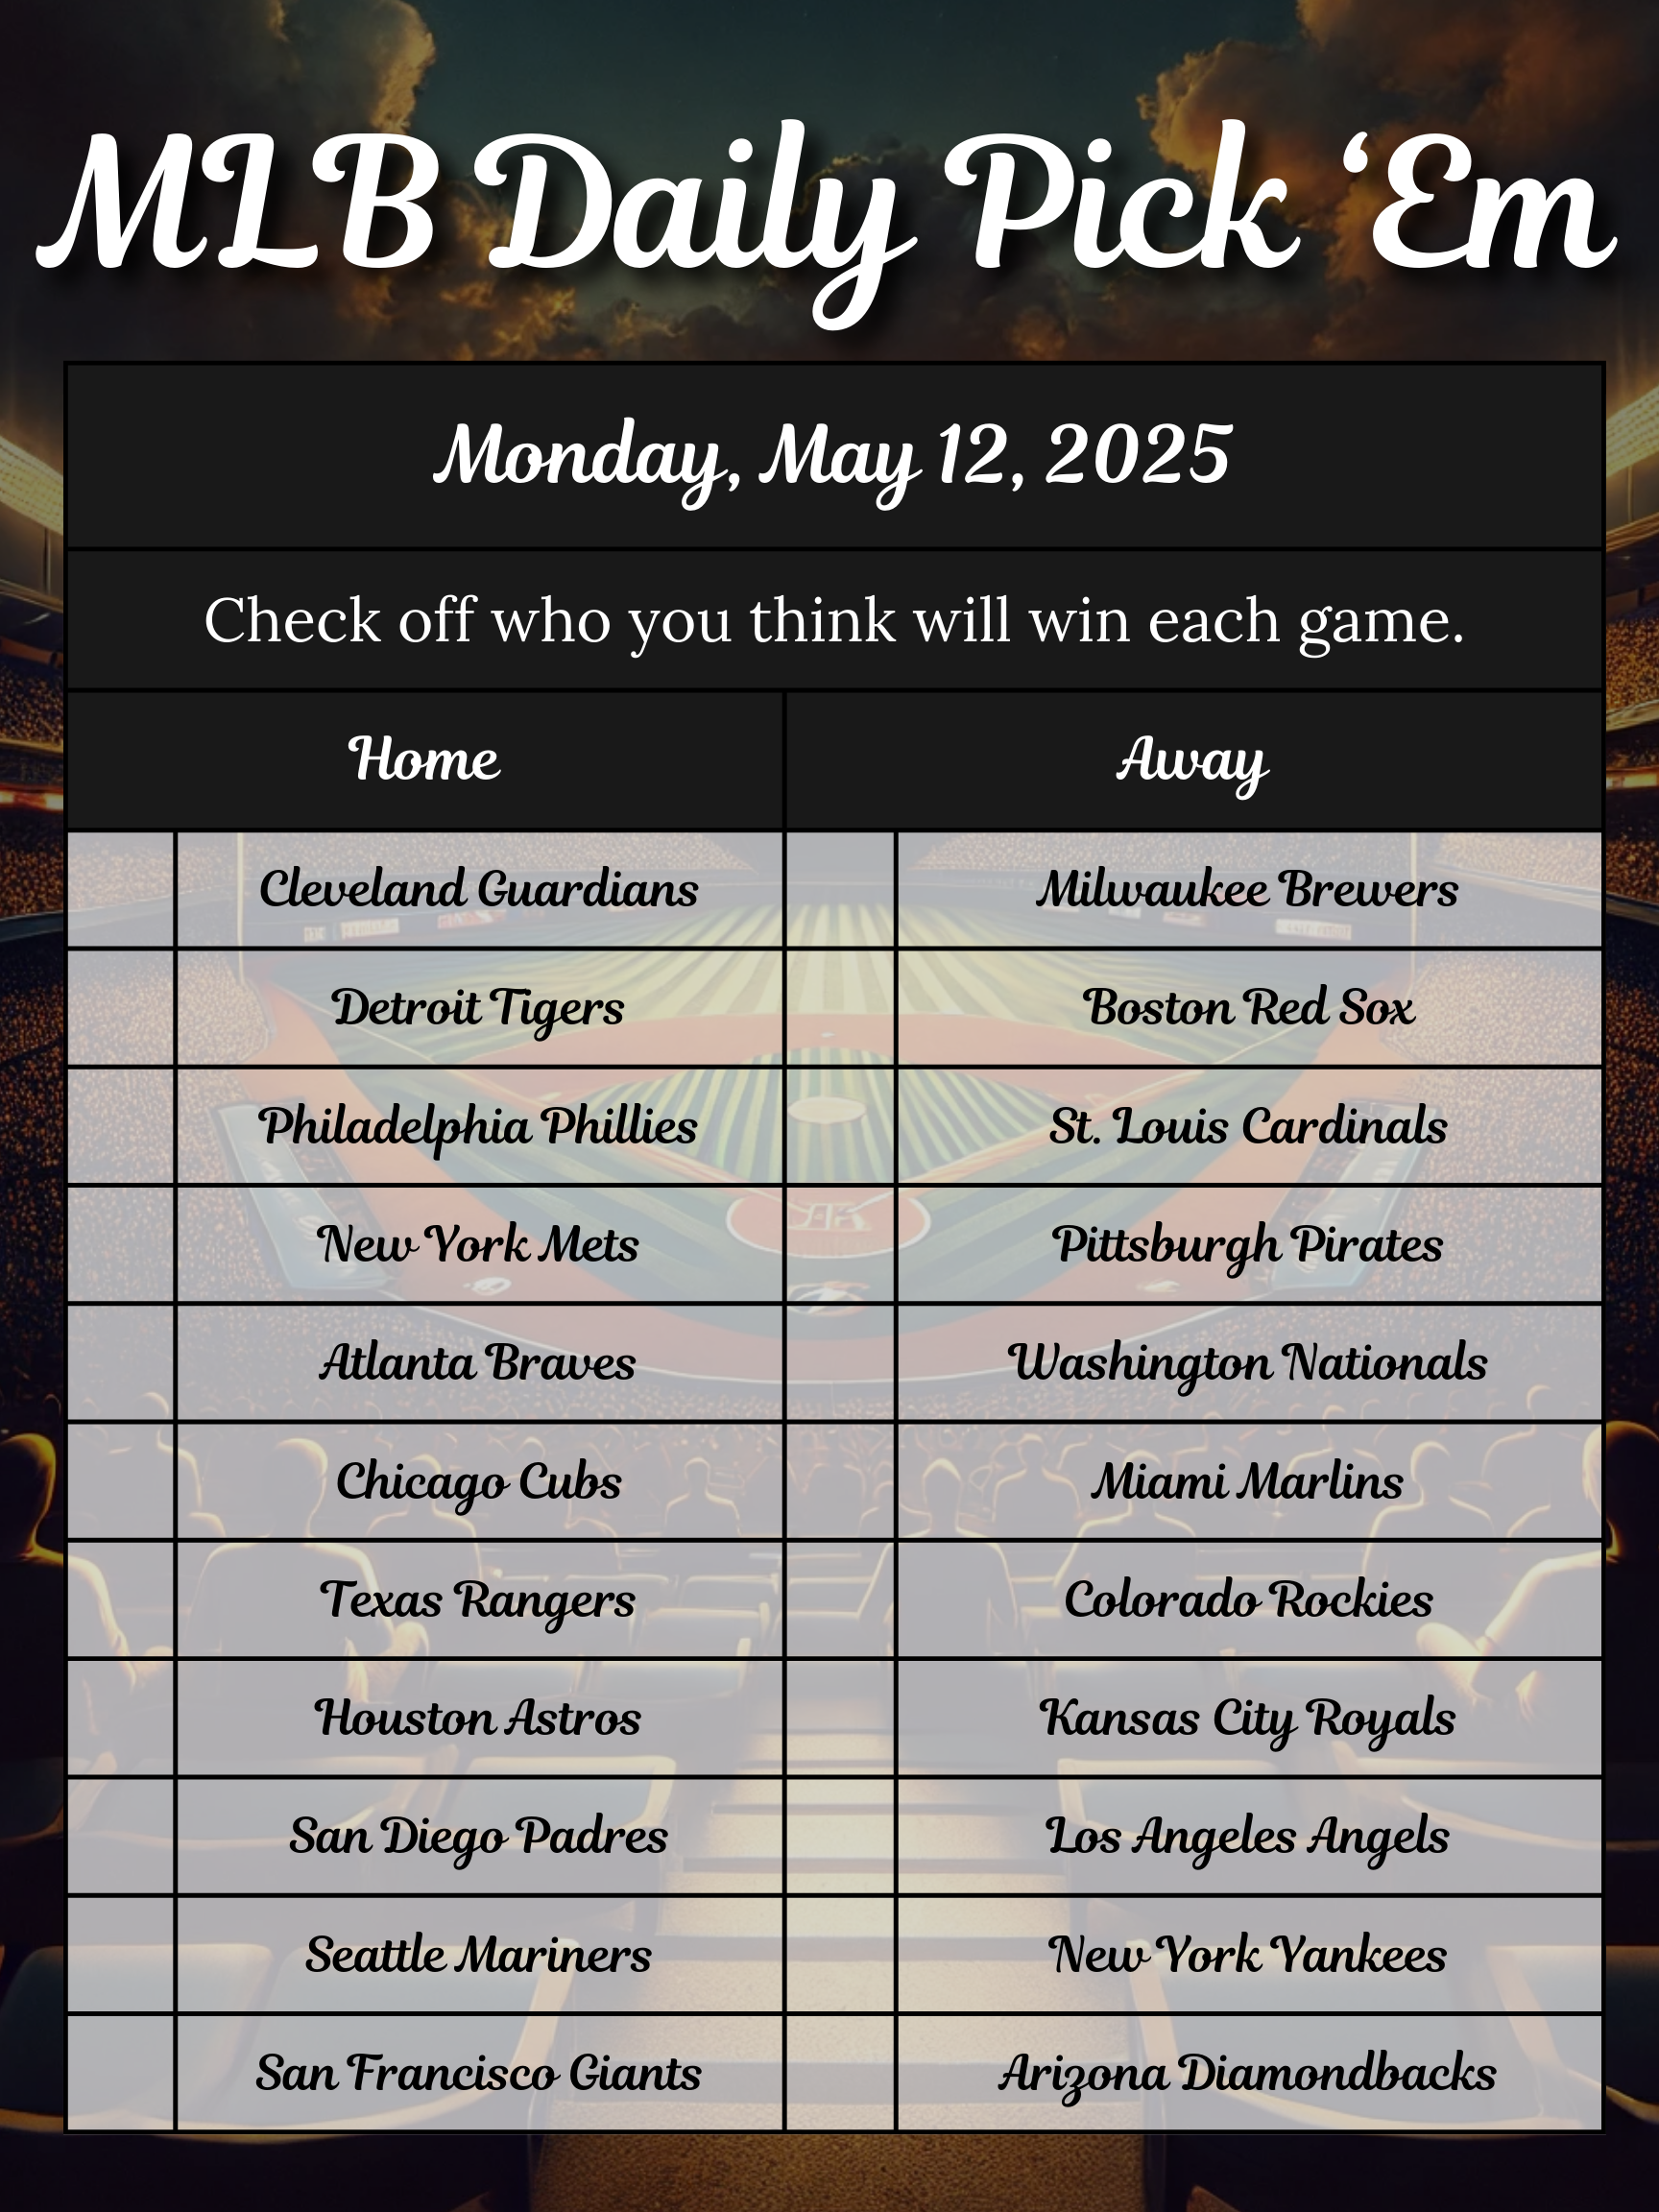 MLB Daily Pick ‘Em
Monday, May 12, 2025
Check off who you think will win each game.
Home Away
Cleveland Guardians Milwaukee Brewers
Detroit Tigers Boston Red Sox
Philadelphia Phillies St. Louis Cardinals
New York Mets Pittsburgh Pirates
Atlanta Braves Washington Nationals
Chicago Cubs Miami Marlins
Texas Rangers Colorado Rockies
Houston Astros Kansas City Royals
San Diego Padres Los Angeles Angels
Seattle Mariners New York Yankees
San Francisco Giants Arizona Diamondbacks